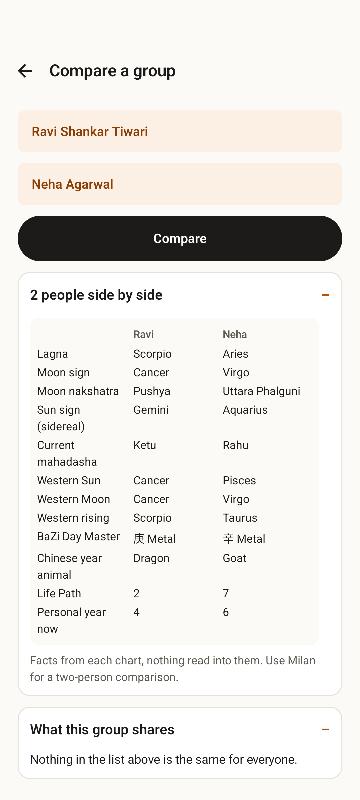 Compare a group
Ravi Shankar Tiwari
Neha Agarwal
Compare
2 people side by side
Ravi Neha
Lagna Scorpio Aries
Moon sign Cancer Virgo
Moon nakshatra Pushya Uttara Phalguni
Sun sign Gemini Aquarius
(sidereal)
Current Ketu Rahu
mahadasha
Western Sun Cancer Pisces
Western Moon Cancer Virgo
Western rising Scorpio Taurus
BaZi Day Master 庚 Metal 辛 Metal
Chinese year Dragon Goat
animal
Life Path 2 7
Personal year 4 6
now
Facts from each chart, nothing read into them. Use Milan
for a two-person comparison.
What this group shares
Nothing in the list above is the same for everyone.